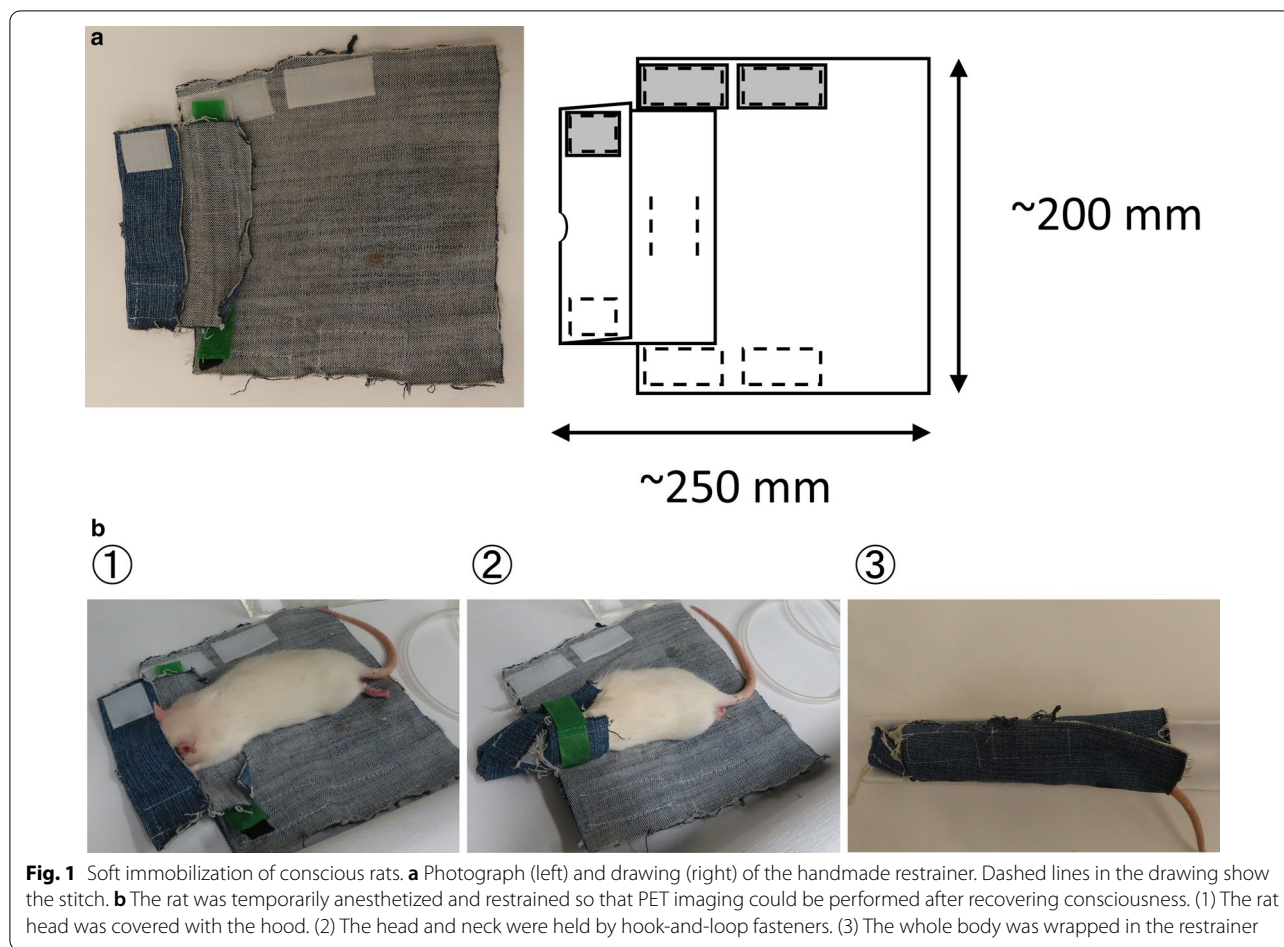 a
~200 mm
~250 mm
b
① ② ③
Fig. 1 Soft immobilization of conscious rats. a Photograph (left) and drawing (right) of the handmade restrainer. Dashed lines in the drawing show
the stitch. b The rat was temporarily anesthetized and restrained so that PET imaging could be performed after recovering consciousness. (1) The rat
head was covered with the hood. (2) The head and neck were held by hook-and-loop fasteners. (3) The whole body was wrapped in the restrainer